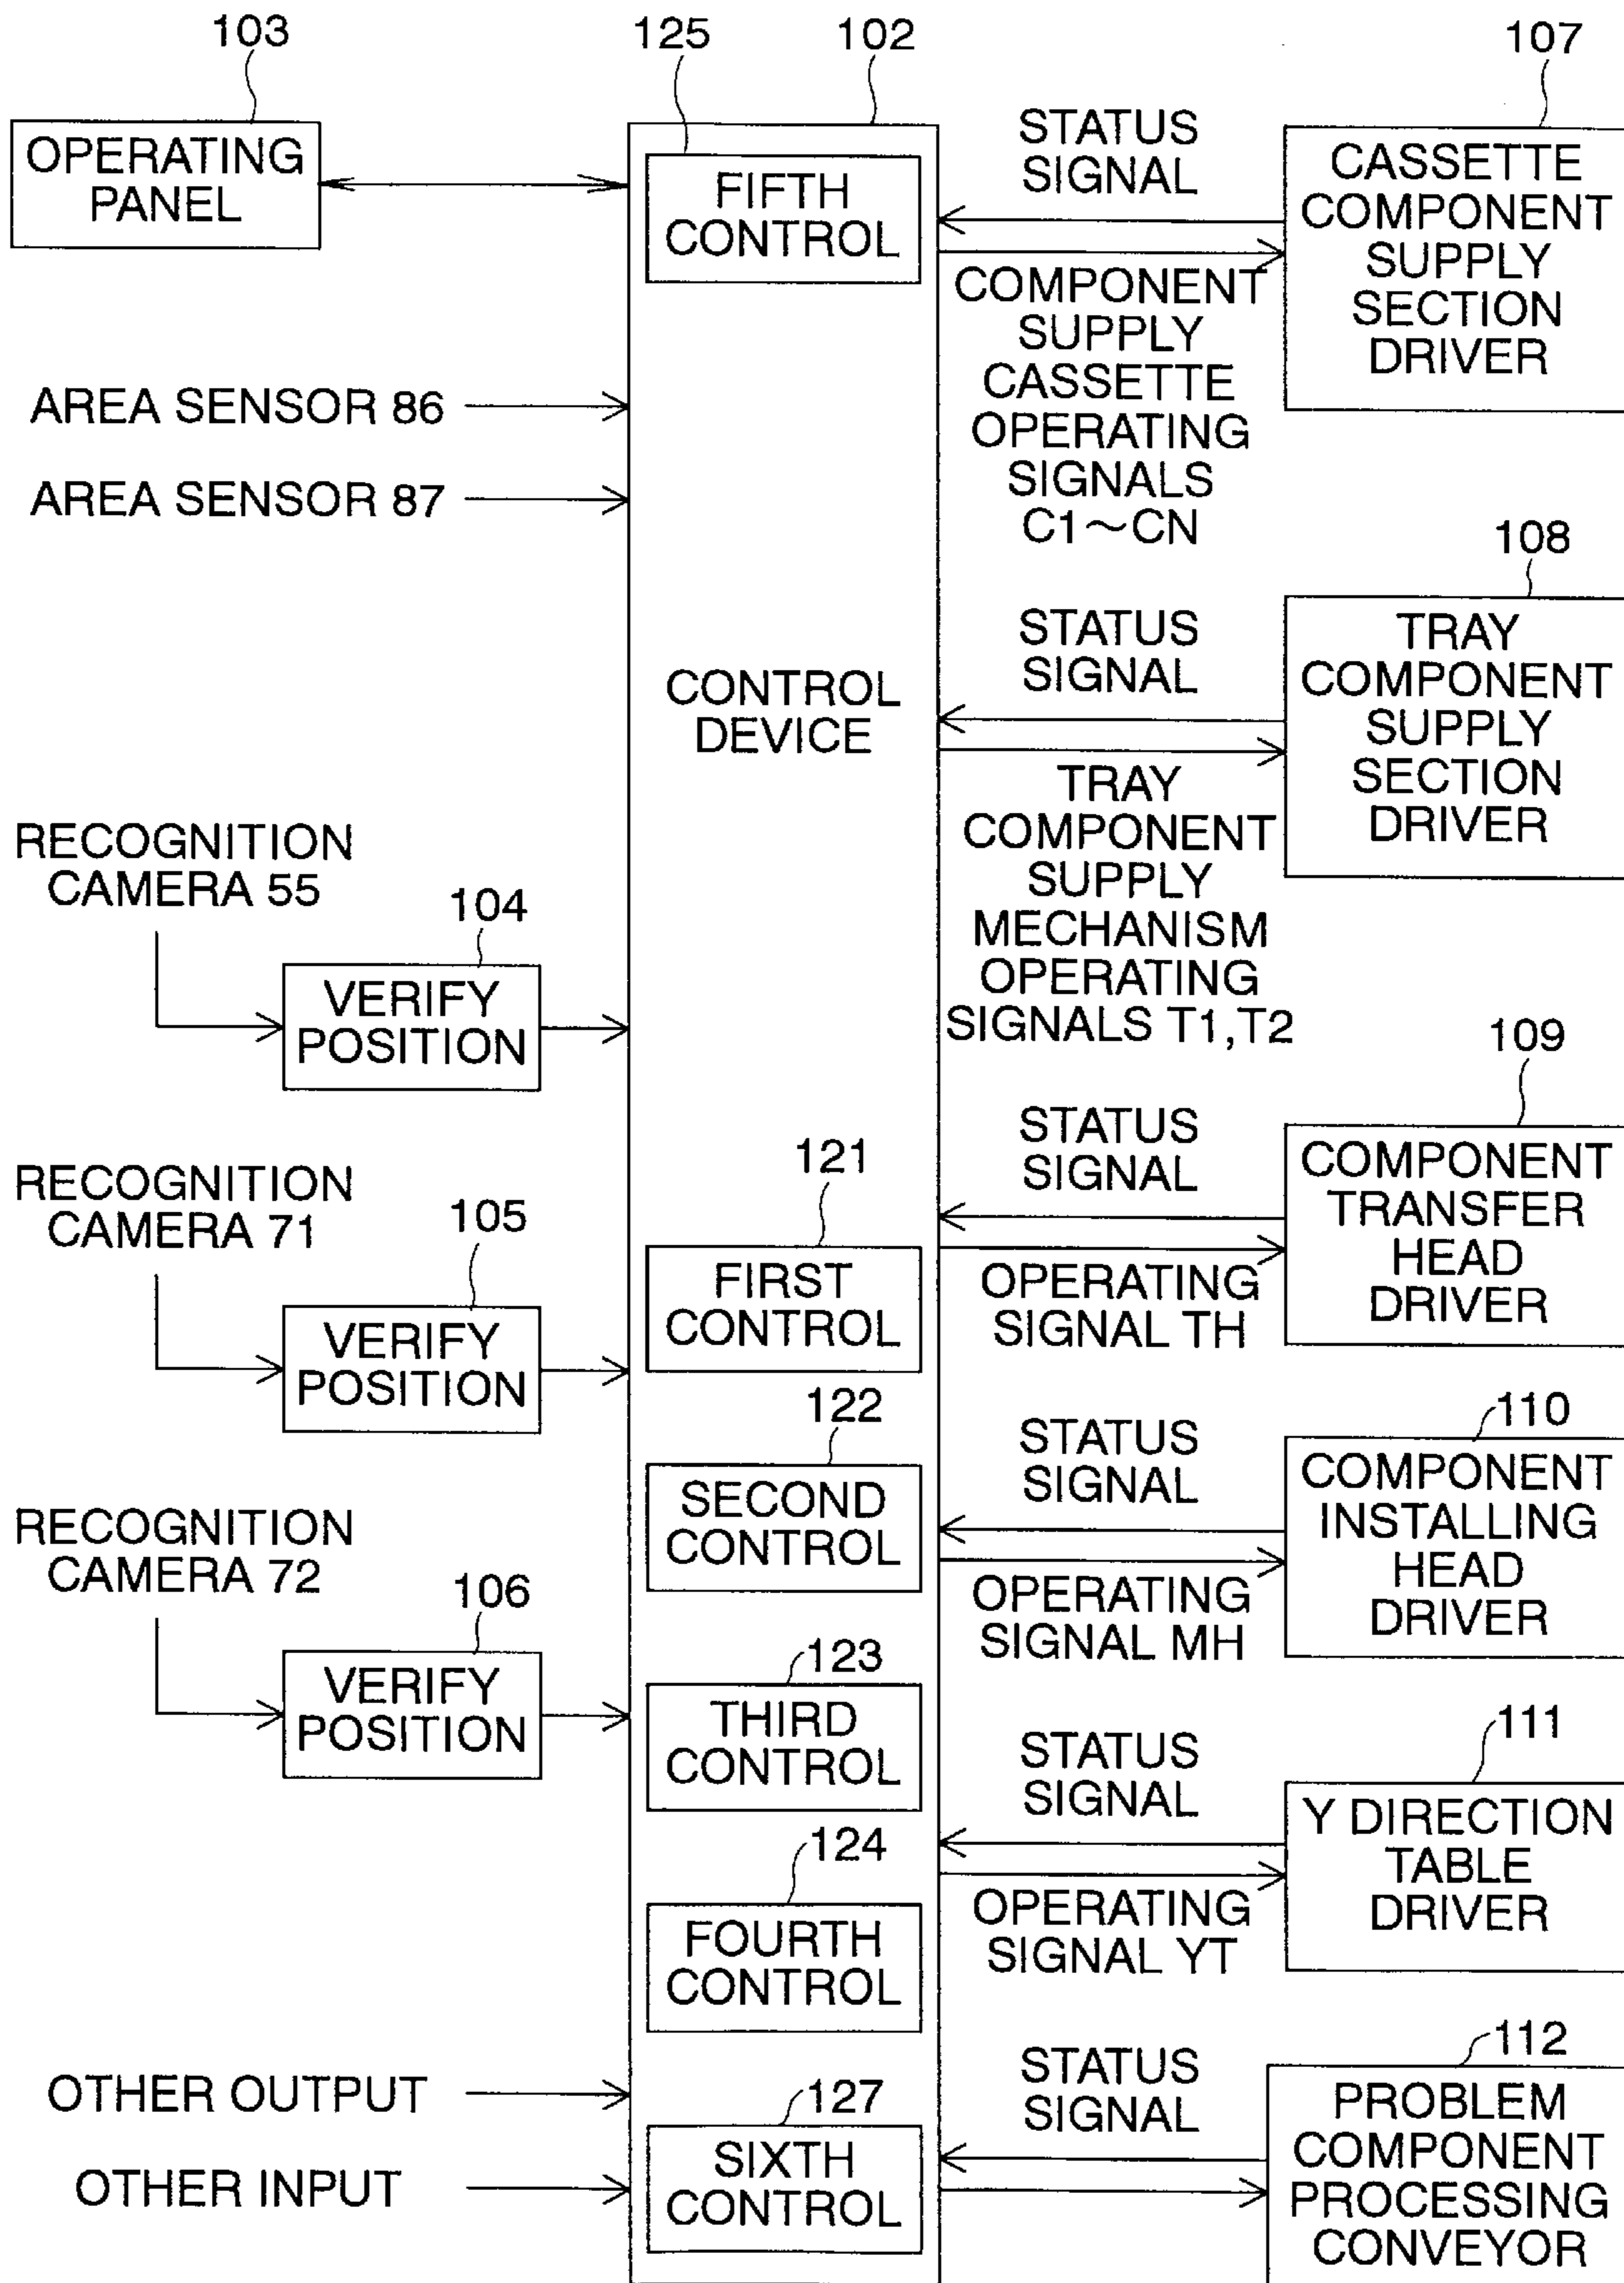 103
125
102
107
OPERATING
PANEL
FIFTH
CONTROL
STATUS
SIGNAL
CASSETTE
COMPONENT
SUPPLY
SECTION
DRIVER
COMPONENT
SUPPLY
CASSETTE
OPERATING
SIGNALS
C1~CN
AREA SENSOR 86
AREA SENSOR 87
CONTROL
DEVICE
108
STATUS
SIGNAL
TRAY
COMPONENT
SUPPLY
SECTION
DRIVER
TRAY
COMPONENT
SUPPLY
MECHANISM
OPERATING
SIGNALS T1,T2
RECOGNITION
CAMERA 55
104
VERIFY
POSITION
109
STATUS
SIGNAL
COMPONENT
TRANSFER
HEAD
DRIVER
OPERATING
SIGNAL TH
RECOGNITION
CAMERA 71
105
VERIFY
POSITION
121
FIRST
CONTROL
122
SECOND
CONTROL
110
STATUS
SIGNAL
COMPONENT
INSTALLING
HEAD
DRIVER
OPERATING
SIGNAL MH
RECOGNITION
CAMERA 72
106
VERIFY
POSITION
123
THIRD
CONTROL
111
STATUS
SIGNAL
Y DIRECTION
TABLE
DRIVER
OPERATING
SIGNAL YT
124
FOURTH
CONTROL
112
STATUS
SIGNAL
PROBLEM
COMPONENT
PROCESSING
CONVEYOR
OTHER OUTPUT
OTHER INPUT
127
SIXTH
CONTROL